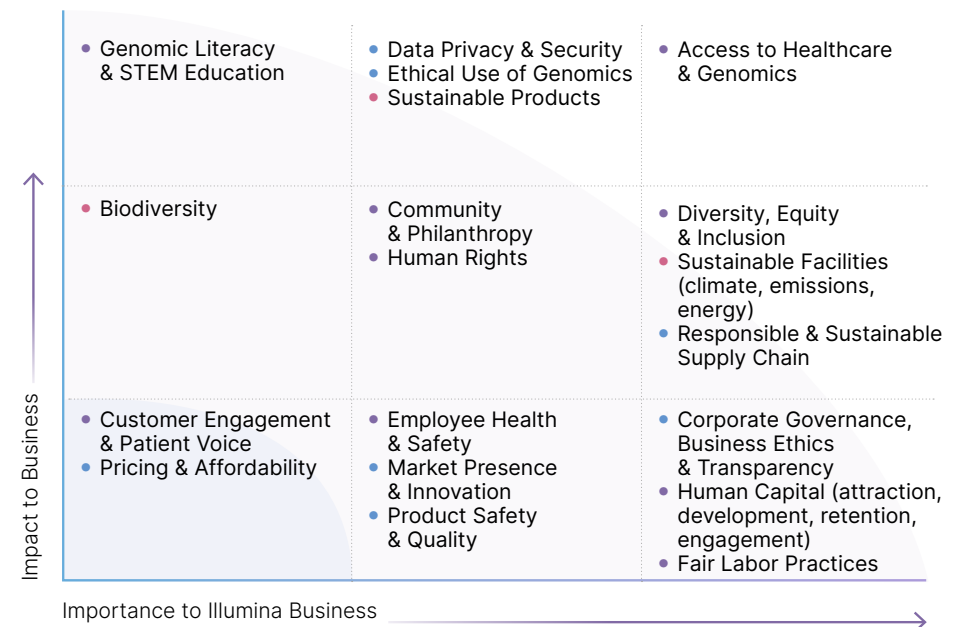 Genomic Literacy
& STEM Education
Data Privacy & Security
Ethical Use of Genomics
Sustainable Products
Access to Healthcare
& Genomics
Biodiversity
Community
& Philanthropy
Human Rights
Diversity, Equity
& Inclusion
Sustainable Facilities
(climate, emissions,
energy)
Responsible & Sustainable
Supply Chain
Customer Engagement
& Patient Voice
Pricing & Affordability
Employee Health
& Safety
Market Presence
& Innovation
Product Safety
& Quality
Corporate Governance,
Business Ethics
& Transparency
Human Capital (attraction,
development, retention,
engagement)
Fair Labor Practices
Impact to Business
Importance to Illumina Business